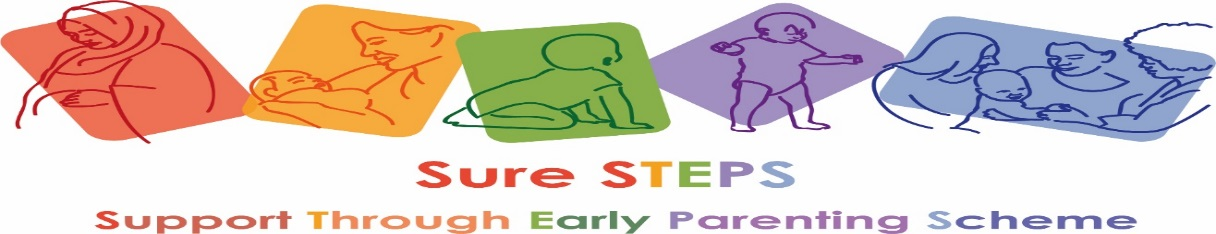 Sure STEPS
Support Through Early Parenting Scheme